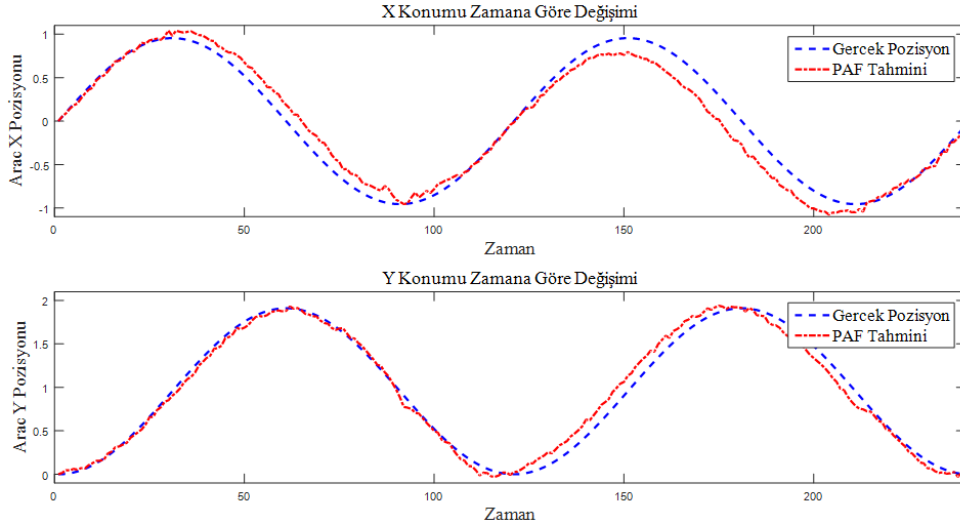 X Konumu Zamana Göre Değişimi
Arac X Pozisyonu
1
0.5
0
-0.5
-1
Gercek Pozisyon
PAF Tahmini
0 50 100 150 200
Zaman
Y Konumu Zamana Göre Değişimi
Arac Y Pozisyonu
2
1.5
1
0.5
0
Gercek Pozisyon
PAF Tahmini
0 50 100 150 200
Zaman